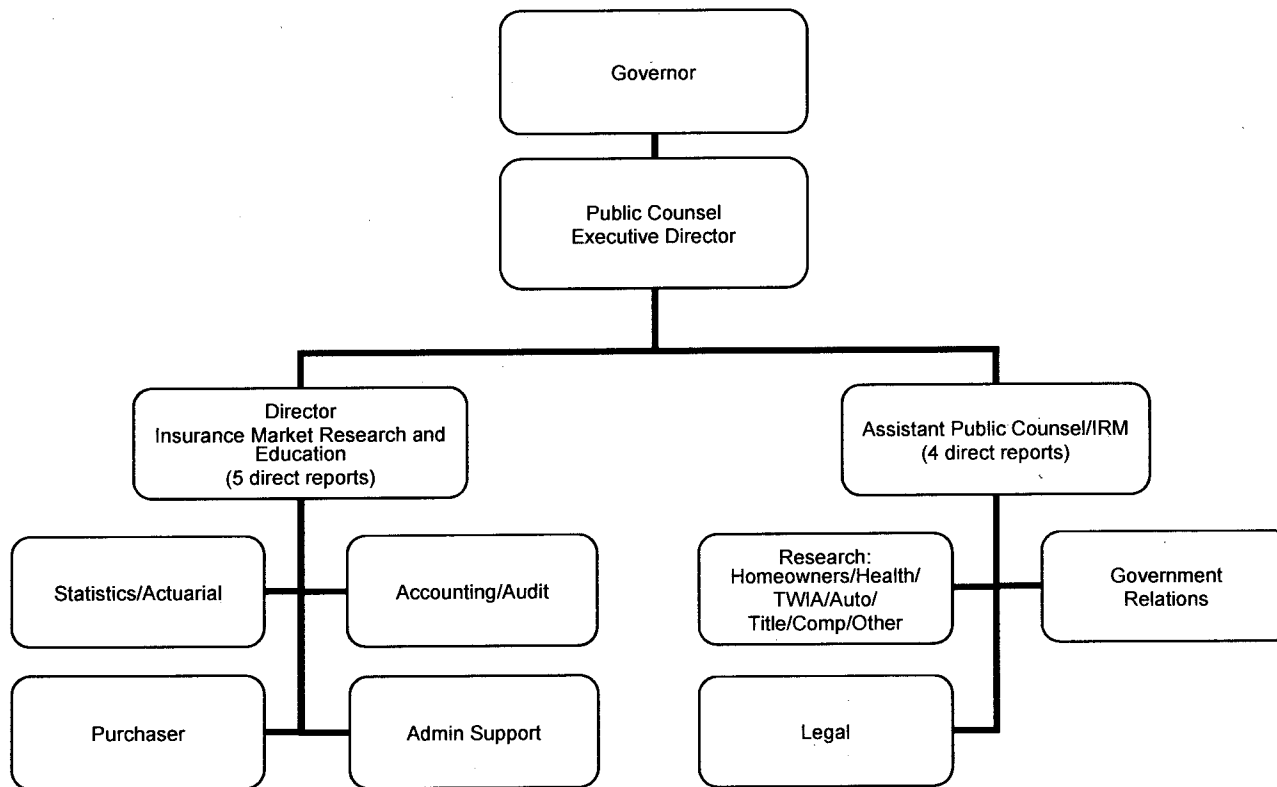 Governor
Public Counsel
Executive Director
Director
Insurance Market Research and
Education
(5 direct reports)
Assistant Public Counsel/IRM
(4 direct reports)
Statistics/Actuarial
Accounting/Audit
Research:
Homeowners/Health/
TWIA/Auto/
Title/Comp/Other
Government
Relations
Purchaser
Admin Support
Legal